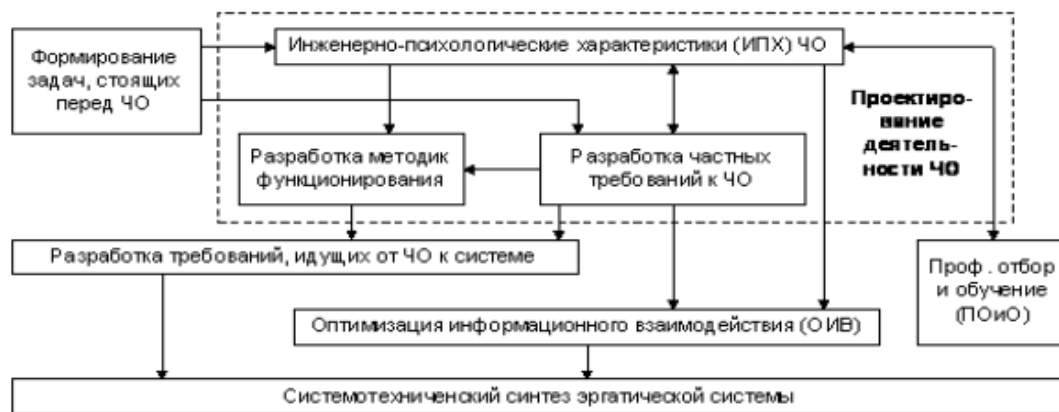 Формирование
задач, стоящих
перед ЧО
Инженерно-психологические характеристики (ИПХ) ЧО
Проектиро-
вание
деятель-
ности ЧО
Разработка методик
функционирования
Разработка частных
требований к ЧО
Разработка требований, идущих от ЧО к системе
Проф . отбор
и обучение
(ПОиО)
Оптимизация информационного взаимодействия (ОИВ)
Системотехниченский синтез эргатической системы